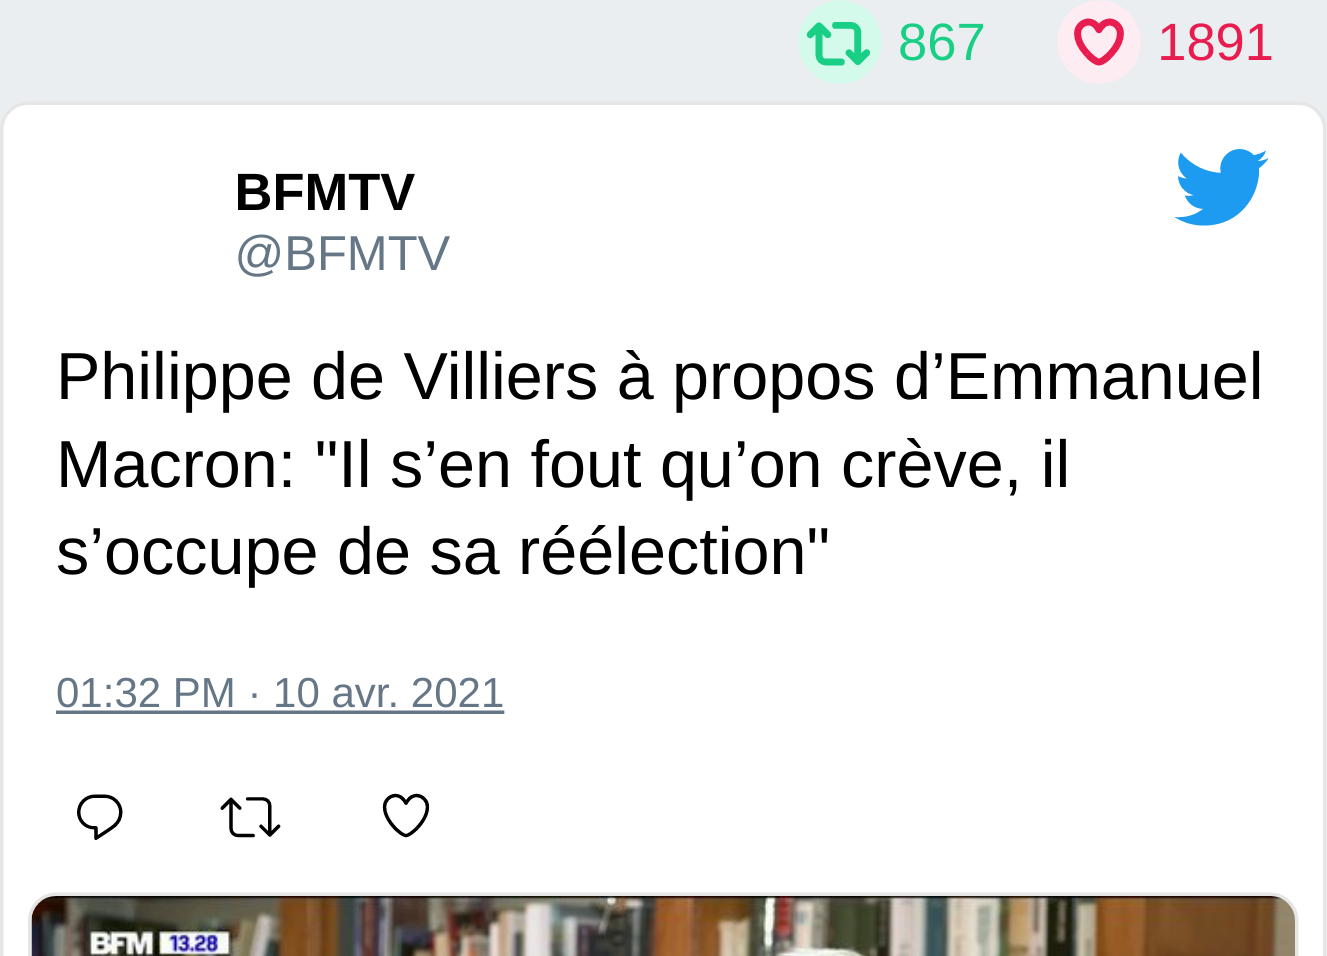 867 1891
BFMTV
@BFMTV
Philippe de Villiers à propos d’Emmanuel
Macron: "Il s’en fout qu’on crève, il
s’occupe de sa réélection"
01:32 PM · 10 avr. 2021
BFM 13.28